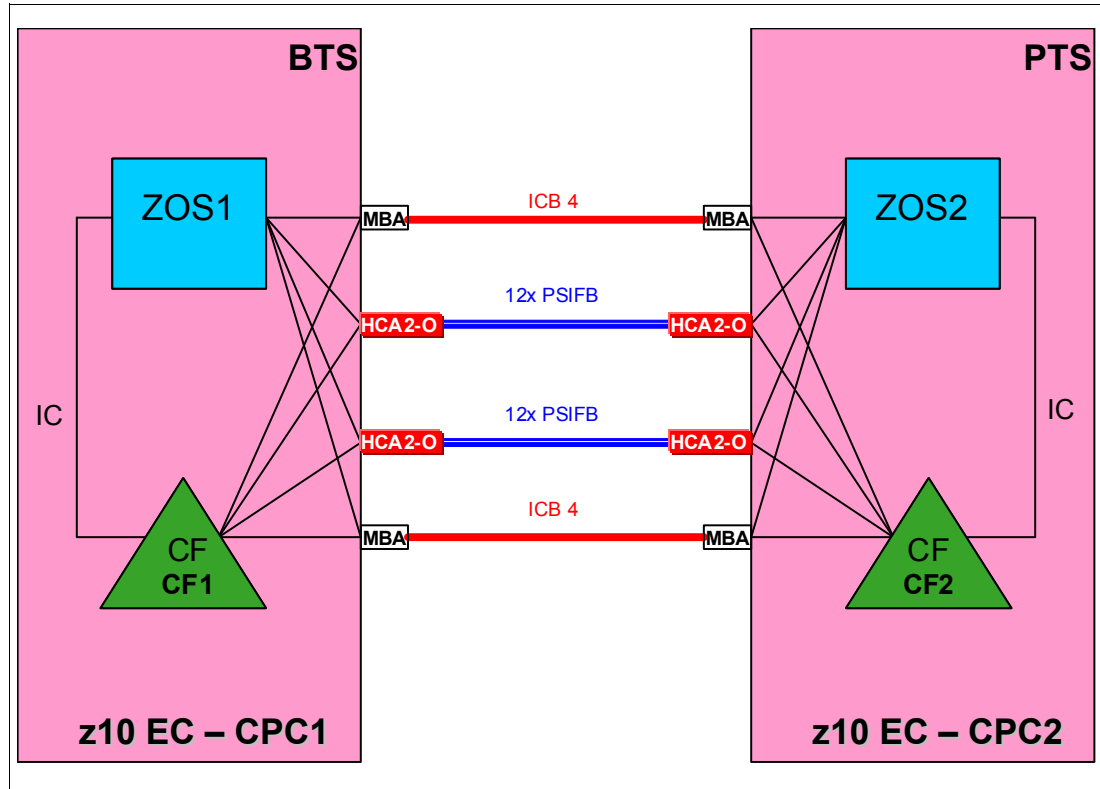 BTS
PTS
ZOS1
ZOS2
MBA
ICB 4
MBA
HCA2-O
12x PSIFB
HCA2-O
IC
IC
HCA2-O
12x PSIFB
HCA2-O
MBA
ICB 4
MBA
CF
CF1
CF
CF2
z10 EC – CPC1
z10 EC – CPC2